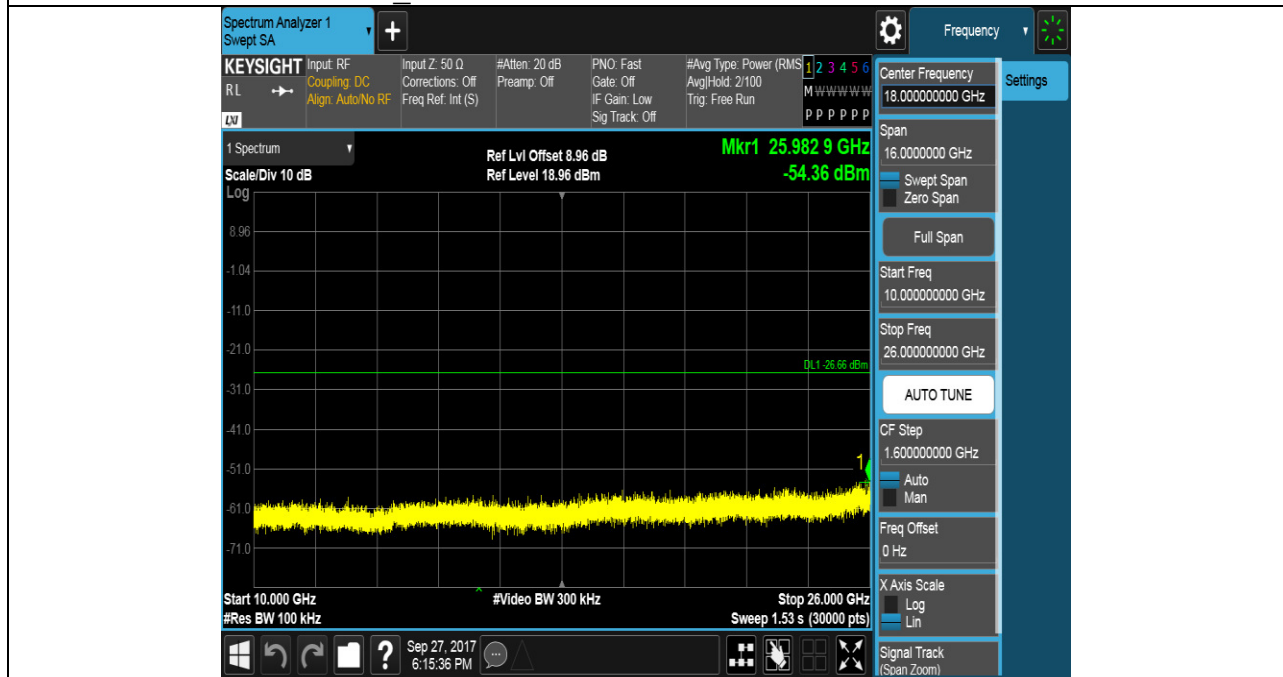 Spectrum Analyzer 1
Swept SA
+
Frequency
KEYSIGHT
RL
LXI
Input: RF
Coupling: DC
Align: Auto/No RF
Input Z: 50 Ω
Corrections: Off
Freq Ref: Int (S)
#Atten: 20 dB
Preamp: Off
PNO: Fast
Gate: Off
IF Gain: Low
Sig Track: Off
#Avg Type: Power (RMS
Avg|Hold: 2/100
Trig: Free Run
1 2 3 4 5 6
M W W W W W
P P P P P P
1 Spectrum
Scale/Div 10 dB
Ref Lvl Offset 8.96 dB
Ref Level 18.96 dBm
Mkr1 25.982 9 GHz
-54.36 dBm
Log
8.96
-1.04
-11.0
-21.0
DL1 -26.66 dBm
-31.0
-41.0
-51.0
1
-61.0
-71.0
Start 10.000 GHz
#Res BW 100 kHz
#Video BW 300 kHz
Stop 26.000 GHz
Sweep 1.53 s (30000 pts)
Sep 27, 2017
6:15:36 PM
?
Center Frequency
18.000000000 GHz
Settings
Span
16.0000000 GHz
Swept Span
Zero Span
Full Span
Start Freq
10.000000000 GHz
Stop Freq
26.000000000 GHz
AUTO TUNE
CF Step
1.600000000 GHz
Auto
Man
Freq Offset
0 Hz
X Axis Scale
Log
Lin
Signal Track
(Span Zoom)